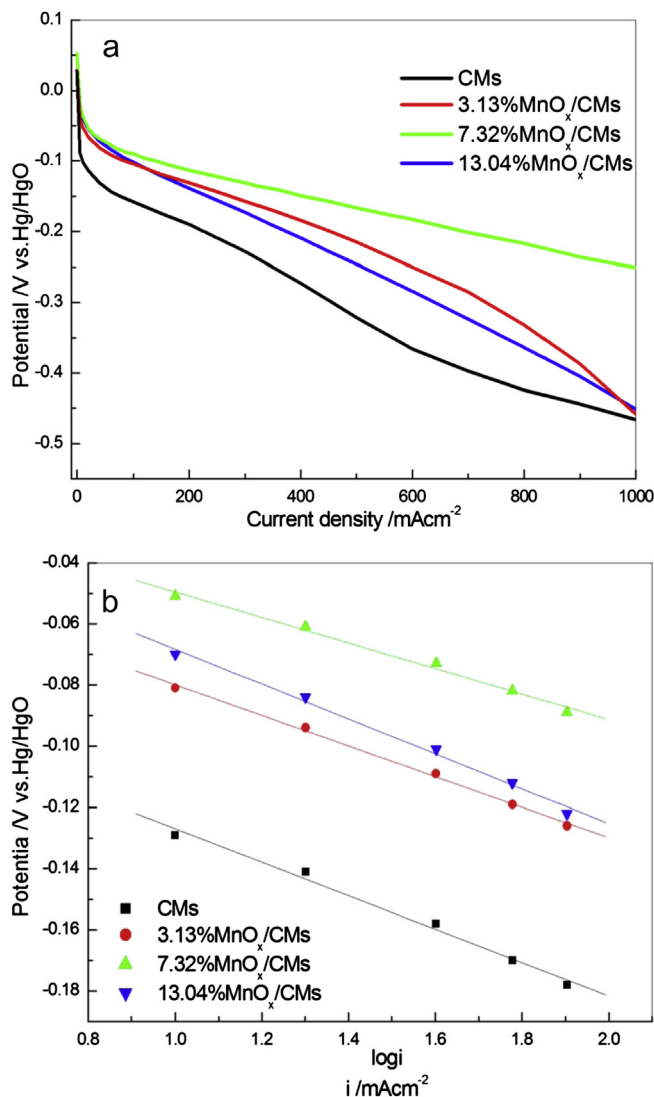 a
0.1
0.0
-0.1
-0.2
-0.3
-0.4
-0.5
Potential /V vs.Hg/HgO
CMs
3.13%MnOₓ/CMs
7.32%MnOₓ/CMs
13.04%MnOₓ/CMs
0 200 400 600 800 1000
Current density /mAcm⁻²
b
-0.04
-0.06
-0.08
-0.10
-0.12
-0.14
-0.16
-0.18
Potentia /V vs.Hg/HgO
CMs
3.13%MnOₓ/CMs
7.32%MnOₓ/CMs
13.04%MnOₓ/CMs
0.8 1.0 1.2 1.4 1.6 1.8 2.0
logi
i /mAcm⁻²